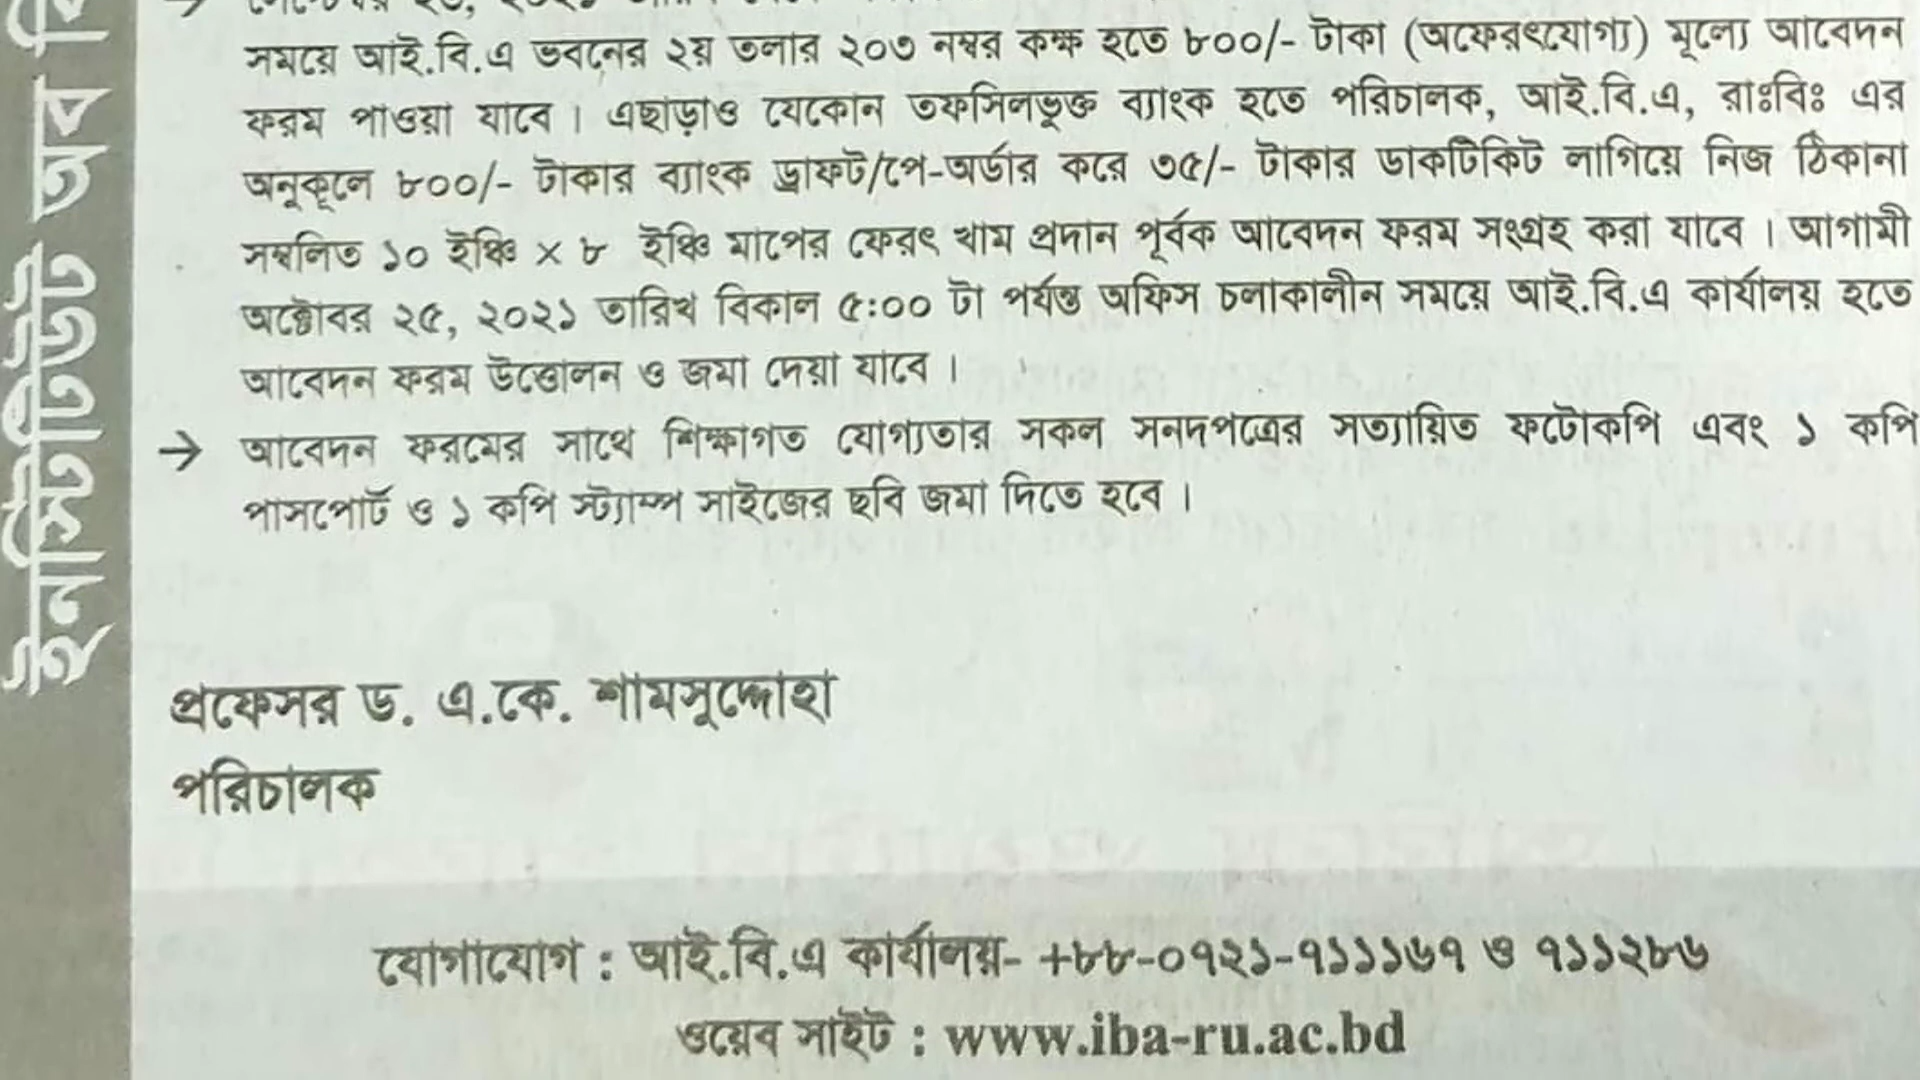 সময়ে আই.বি.এ ভবনের ২য় তলার ২০৩ নম্বর কক্ষ হতে ৮০০/- টাকা (অফেরৎযোগ্য) মূল্যে আবেদন
ফরম পাওয়া যাবে। এছাড়াও যেকোন তফসিলভুক্ত ব্যাংক হতে পরিচালক, আই.বি.এ, রাঃবিঃ এর
অনুকূলে ৮০০/- টাকার ব্যাংক ড্রাফট/পে-অর্ডার করে ৩৫/- টাকার ডাকটিকিট লাগিয়ে নিজ ঠিকানা
সম্বলিত ১০ ইঞ্চি × ৮ ইঞ্চি মাপের ফেরৎ খাম প্রদান পূর্বক আবেদন ফরম সংগ্রহ করা যাবে। আগামী
অক্টোবর ২৫, ২০২১ তারিখ বিকাল ৫:০০ টা পর্যন্ত অফিস চলাকালীন সময়ে আই.বি.এ কার্যালয় হতে
আবেদন ফরম উত্তোলন ও জমা দেয়া যাবে।
→ আবেদন ফরমের সাথে শিক্ষাগত যোগ্যতার সকল সনদপত্রের সত্যায়িত ফটোকপি এবং ১ কপি
পাসপোর্ট ও ১ কপি স্ট্যাম্প সাইজের ছবি জমা দিতে হবে।
প্রফেসর ড. এ.কে. শামসুদ্দোহা
পরিচালক
যোগাযোগ : আই.বি.এ কার্যালয়- +৮৮-০৭২১-৭১১১৬৭ ও ৭১১২৮৬
ওয়েব সাইট : www.iba-ru.ac.bd
ইনস্টিটিউট অব